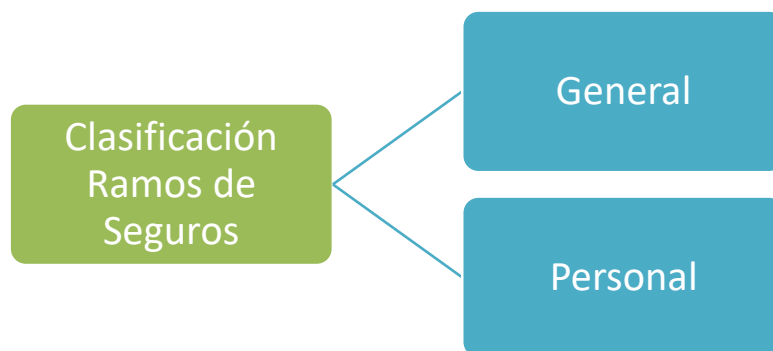 Clasificación
Ramos de
Seguros
General
Personal